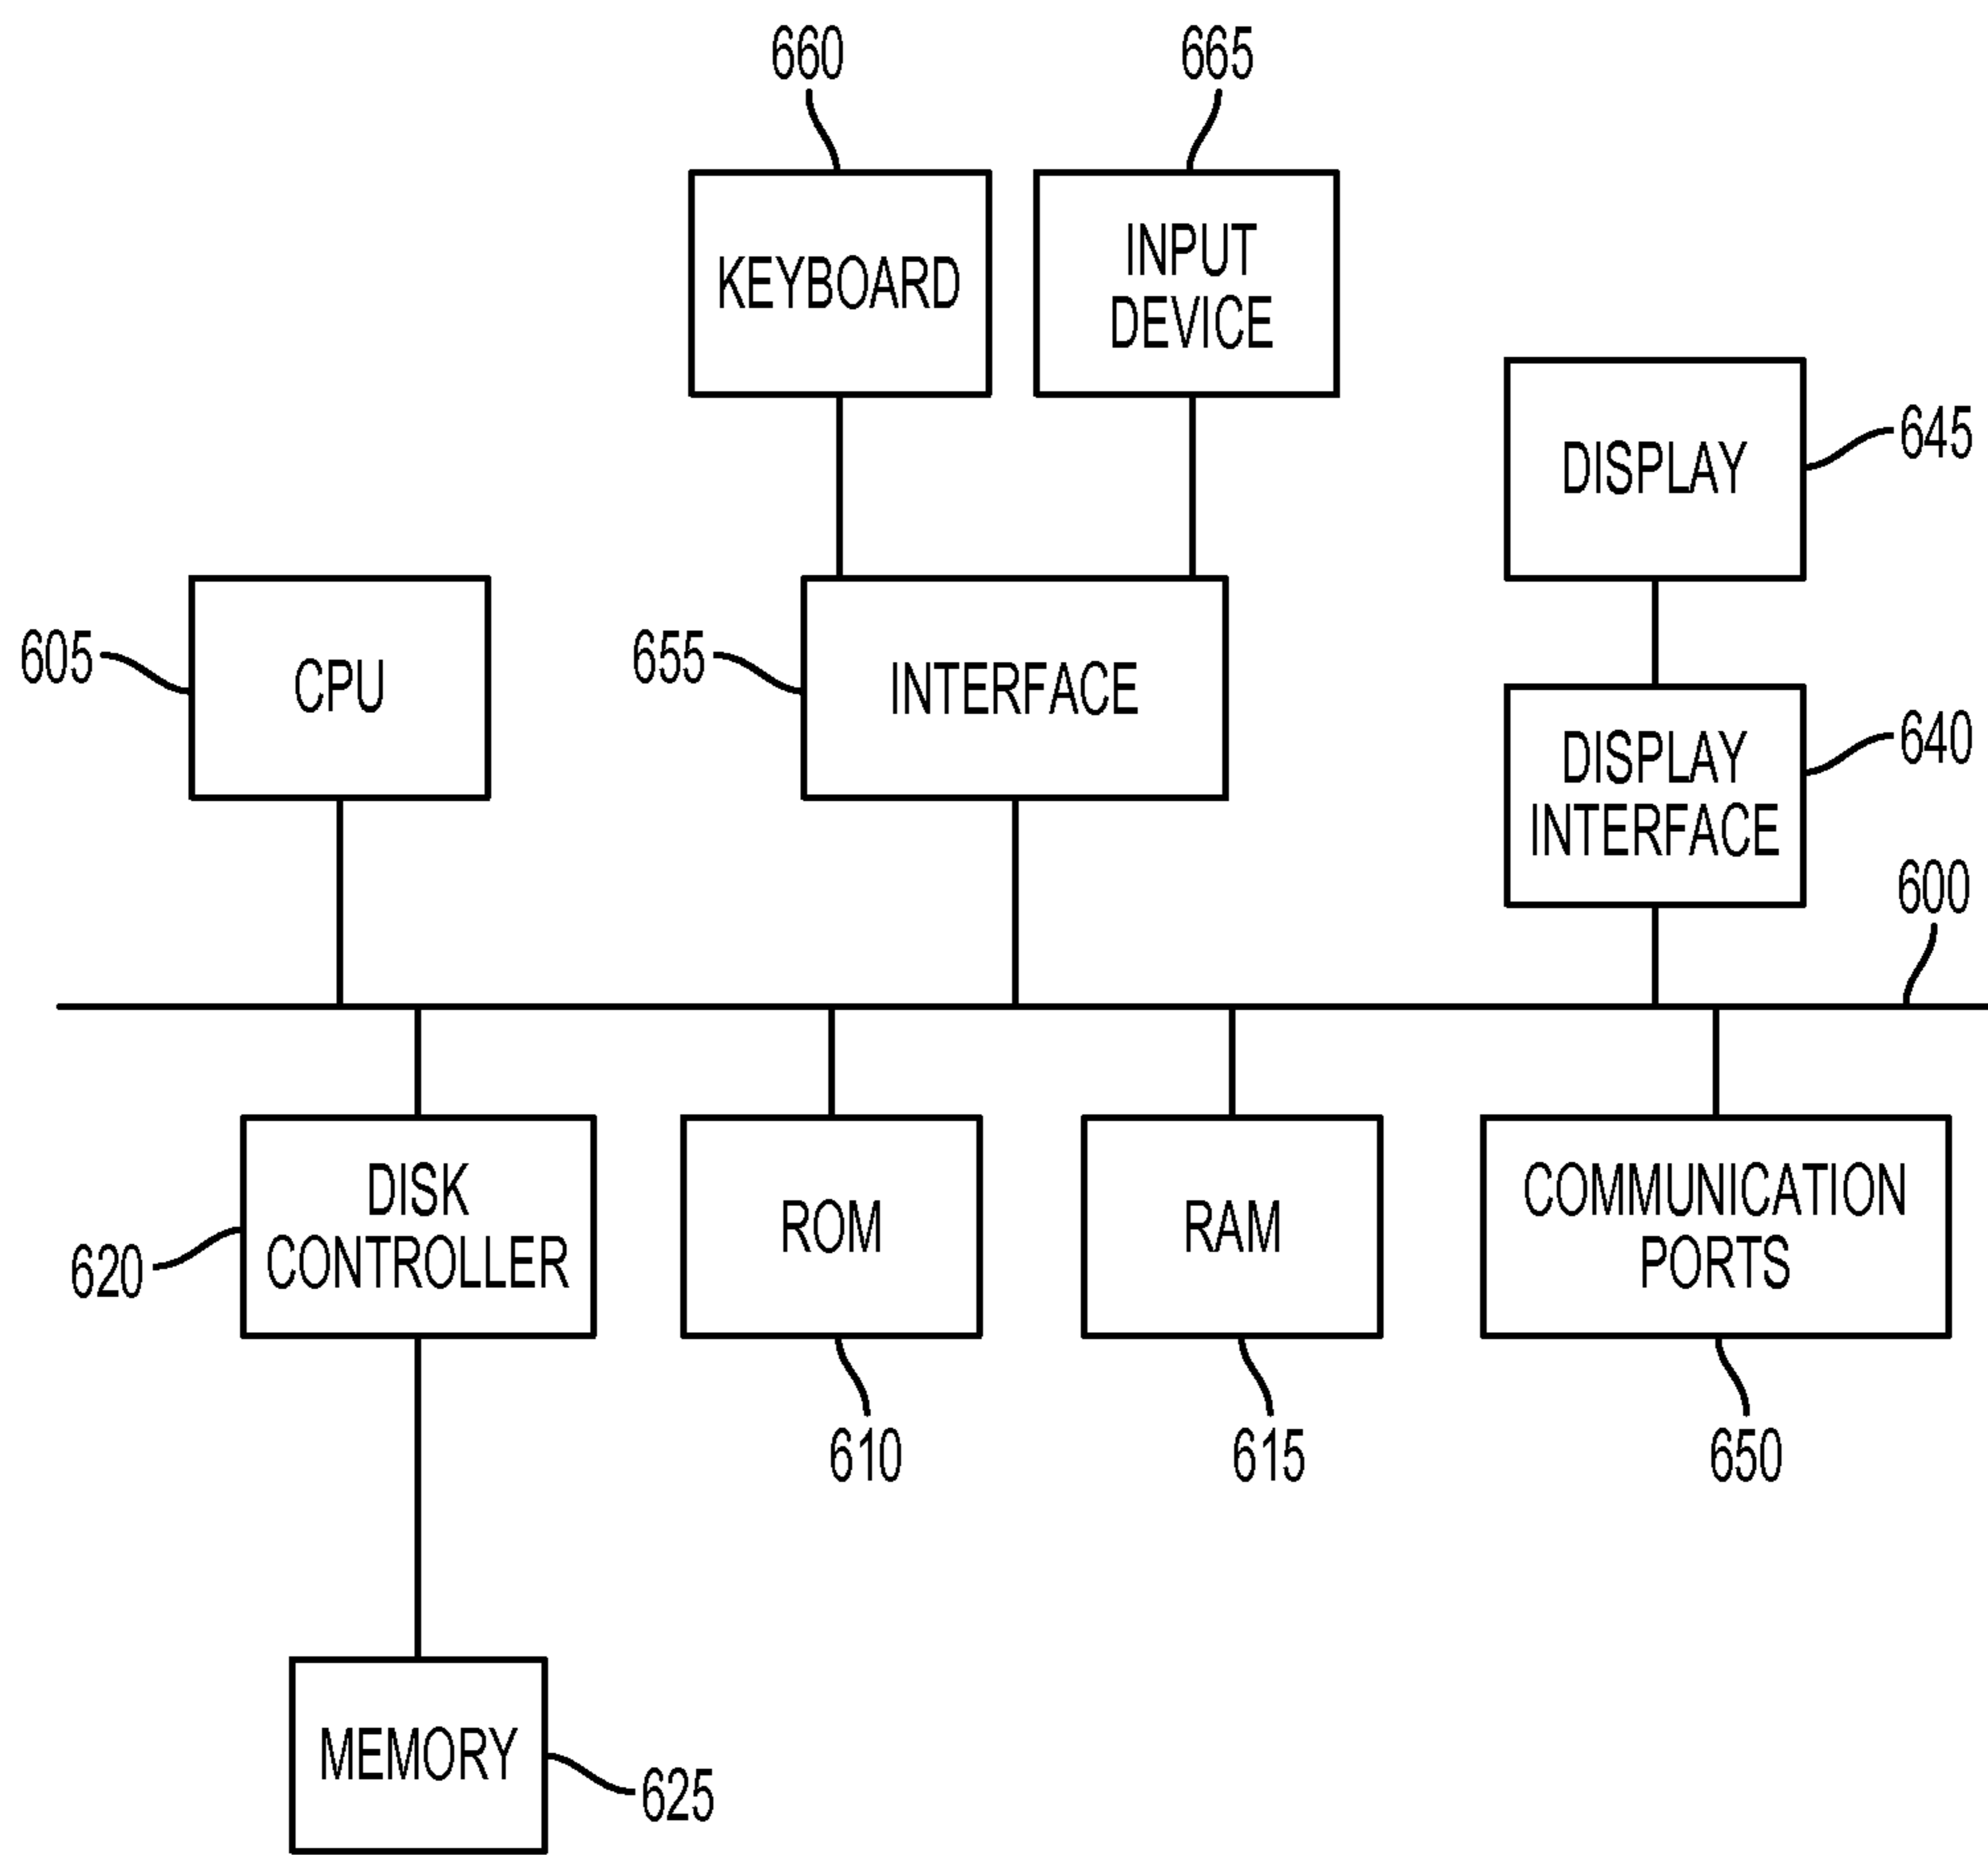 660
665
KEYBOARD
INPUT
DEVICE
DISPLAY
645
605
CPU
655
INTERFACE
DISPLAY
INTERFACE
640
600
DISK
CONTROLLER
620
ROM
RAM
COMMUNICATION
PORTS
610
615
650
MEMORY
625